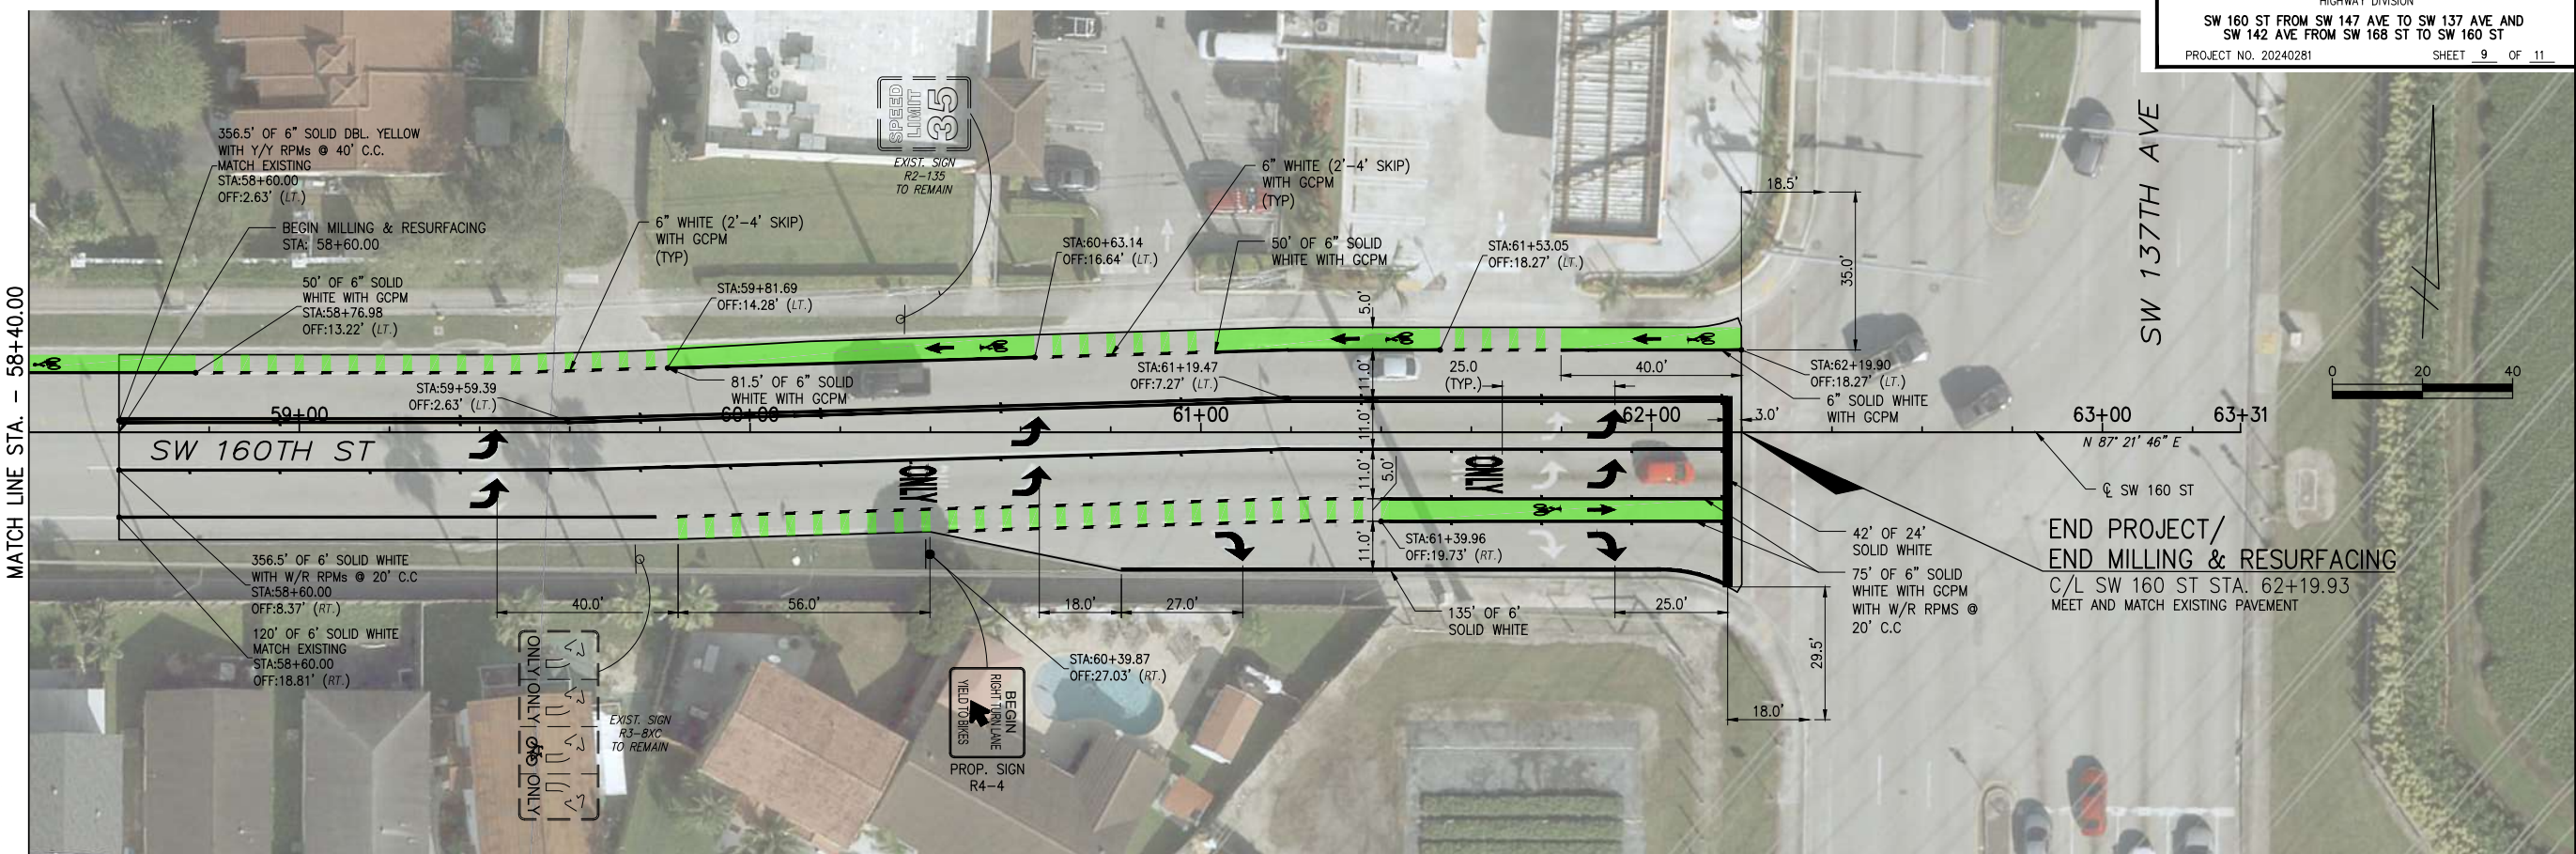 HIGHWAY DIVISION
SW 160 ST FROM SW 147 AVE TO SW 137 AVE AND
SW 142 AVE FROM SW 168 ST TO SW 160 ST
PROJECT NO. 20240281
SHEET 9 OF 11
MATCH LINE STA. - 58+40.00
356.5' OF 6" SOLID DBL. YELLOW
WITH Y/Y RPMs @ 40' C.C.
MATCH EXISTING
STA:58+60.00
OFF:2.63' (LT.)
BEGIN MILLING & RESURFACING
STA: 58+60.00
50' OF 6" SOLID
WHITE WITH GCPM
STA:58+76.98
OFF:13.22' (LT.)
6" WHITE (2'-4' SKIP)
WITH GCPM
(TYP)
SPEED
LIMIT
35
EXIST. SIGN
R2-135
TO REMAIN
STA:59+81.69
OFF:14.28' (LT.)
STA:60+63.14
OFF:16.64' (LT.)
6" WHITE (2'-4' SKIP)
WITH GCPM
(TYP)
50' OF 6" SOLID
WHITE WITH GCPM
STA:61+53.05
OFF:18.27' (LT.)
18.5'
35.0'
SW 137TH AVE
0 20 40
5.0'
STA:59+59.39
OFF:2.63' (LT.)
81.5' OF 6" SOLID
WHITE WITH GCPM
STA:61+19.47
OFF:7.27' (LT.)
11.0'
25.0
(TYP.)
40.0'
STA:62+19.90
OFF:18.27' (LT.)
6" SOLID WHITE
WITH GCPM
59+00
60+00
61+00
62+00
3.0'
63+00
63+31
SW 160TH ST
11.0'
N 87° 21' 46" E
ONLY
11.0'
5.0'
ONLY
℄ SW 160 ST
11.0'
STA:61+39.96
OFF:19.73' (RT.)
42' OF 24'
SOLID WHITE
END PROJECT/
END MILLING & RESURFACING
C/L SW 160 ST STA. 62+19.93
MEET AND MATCH EXISTING PAVEMENT
356.5' OF 6' SOLID WHITE
WITH W/R RPMs @ 20' C.C
STA:58+60.00
OFF:8.37' (RT.)
75' OF 6" SOLID
WHITE WITH GCPM
WITH W/R RPMS @
20' C.C
40.0'
56.0'
18.0'
27.0'
25.0'
135' OF 6'
SOLID WHITE
120' OF 6' SOLID WHITE
MATCH EXISTING
STA:58+60.00
OFF:18.81' (RT.)
29.5'
STA:60+39.87
OFF:27.03' (RT.)
ONLY ONLY ONLY
EXIST. SIGN
R3-8XC
TO REMAIN
BEGIN
RIGHT TURN LANE
YIELD TO BIKES
PROP. SIGN
R4-4
18.0'